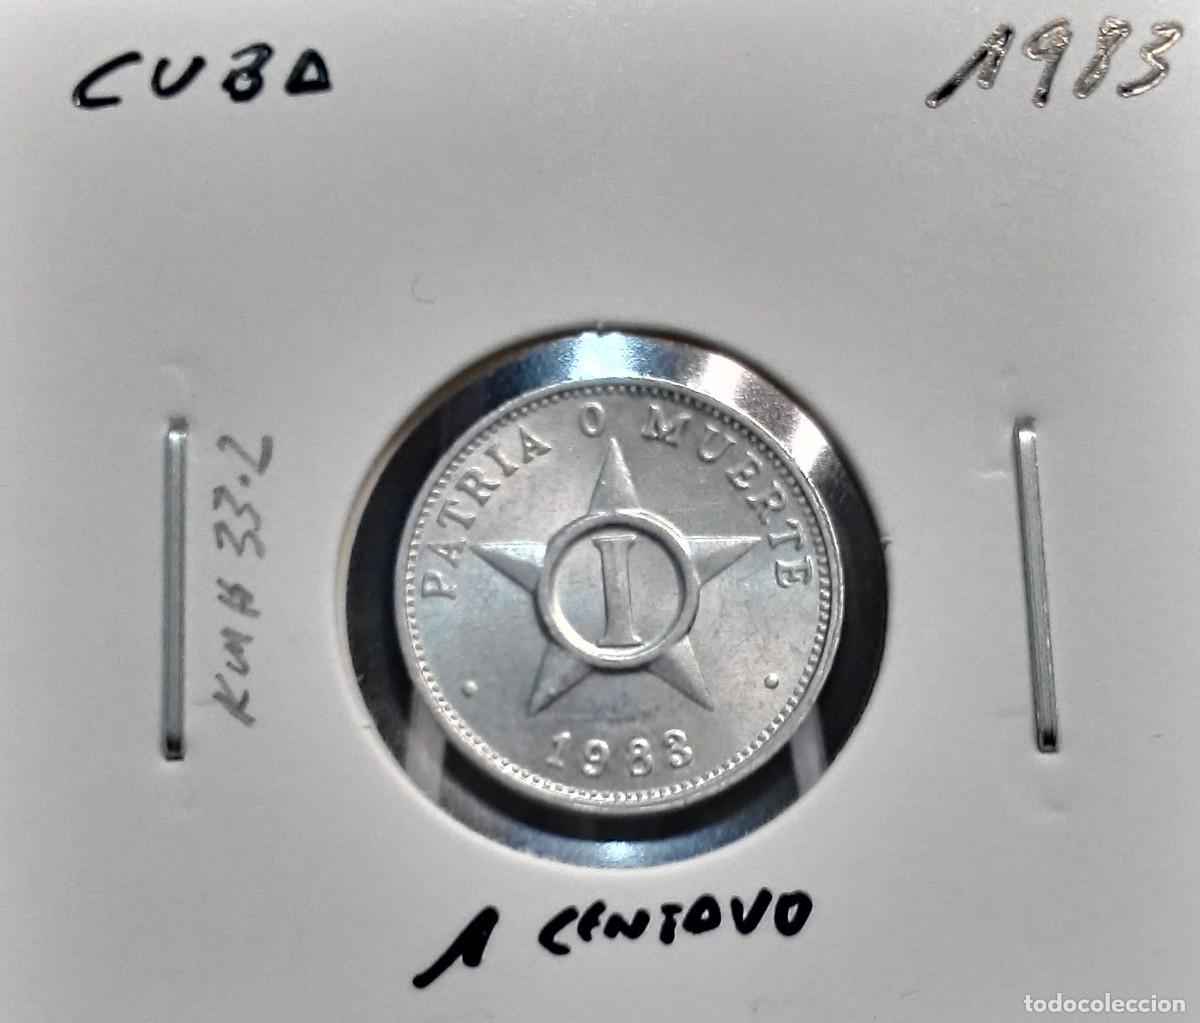 CUBA
1983
PATRIA O MUERTE
I
1983
KM# 33.2
1 CENTAVO
todocoleccion